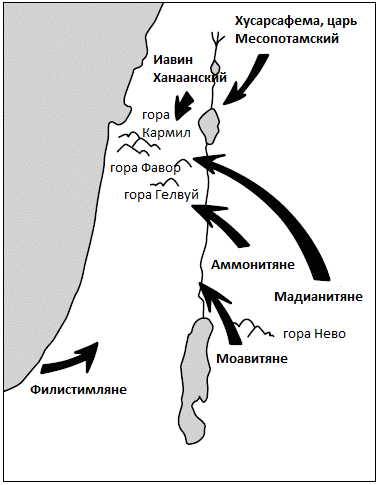 Хусарсафема, царь
Месопотамский
Иавин
Ханаанский
гора
Кармил
гора Фавор
гора Гелвуй
Аммонитяне
Мадианитяне
гора Нево
Моавитяне
Филистимляне